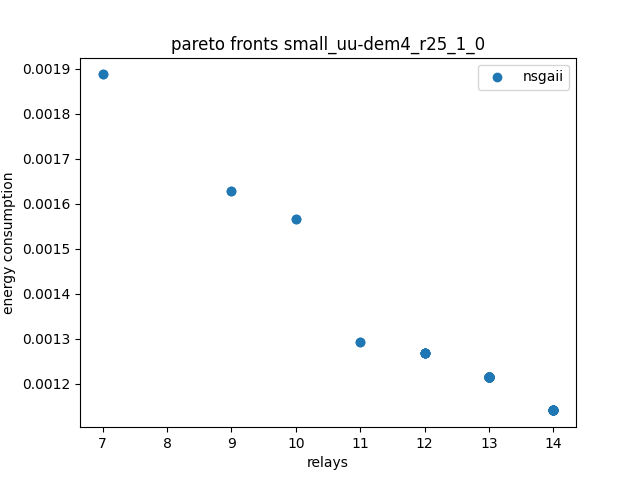 pareto fronts small_uu-dem4_r25_1_0
nsgaii
0.0019
0.0018
0.0017
0.0016
0.0015
0.0014
0.0013
0.0012
energy consumption
7 8 9 10 11 12 13 14
relays